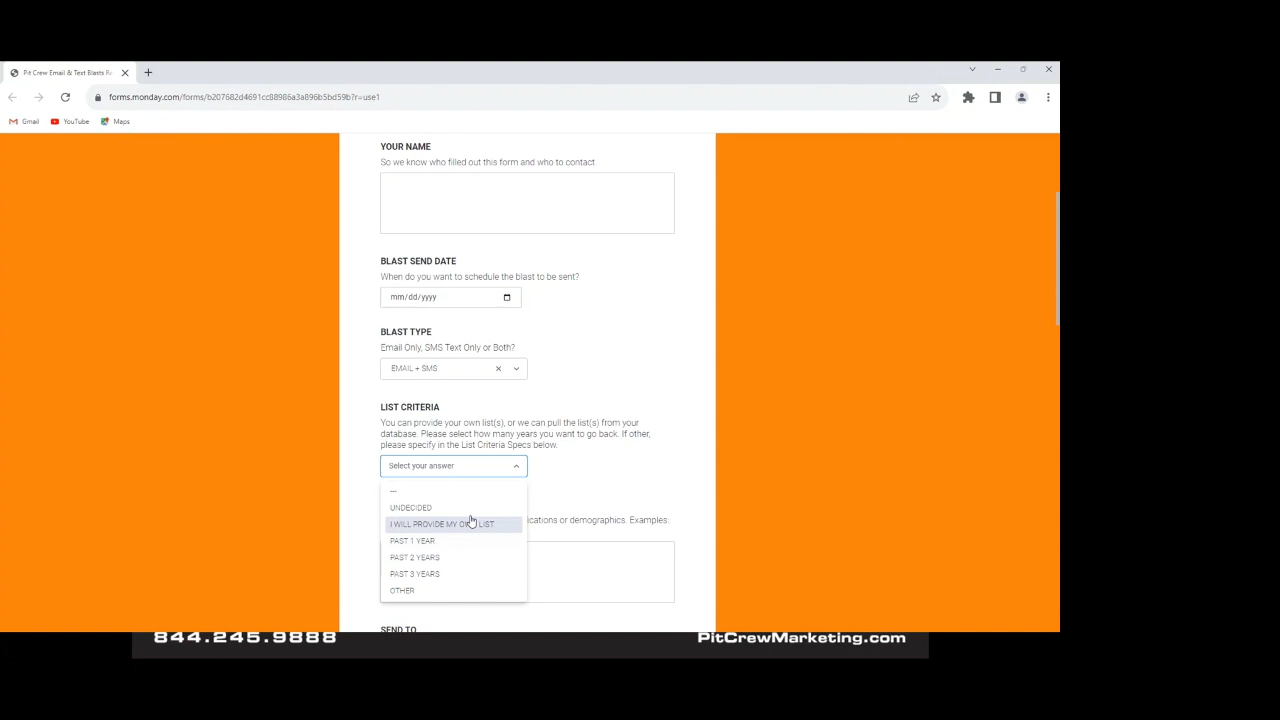 Pit Crew Email & Text Blasts
forms.monday.com/forms/b207682d4691cc88986a3a896b5bd59b?r=use1
Gmail YouTube Maps
YOUR NAME
So we know who filled out this form and who to contact.
BLAST SEND DATE
When do you want to schedule the blast to be sent?
mm/dd/yyyy
BLAST TYPE
Email Only, SMS Text Only or Both?
EMAIL + SMS
LIST CRITERIA
You can provide your own list(s), or we can pull the list(s) from your
database. Please select how many years you want to go back. If other,
please specify in the List Criteria Specs below.
Select your answer
---
UNDECIDED
I WILL PROVIDE MY OWN LIST
ications or demographics. Examples:
PAST 1 YEAR
PAST 2 YEARS
PAST 3 YEARS
OTHER
SEND TO
844.245.9888 PitCrewMarketing.com